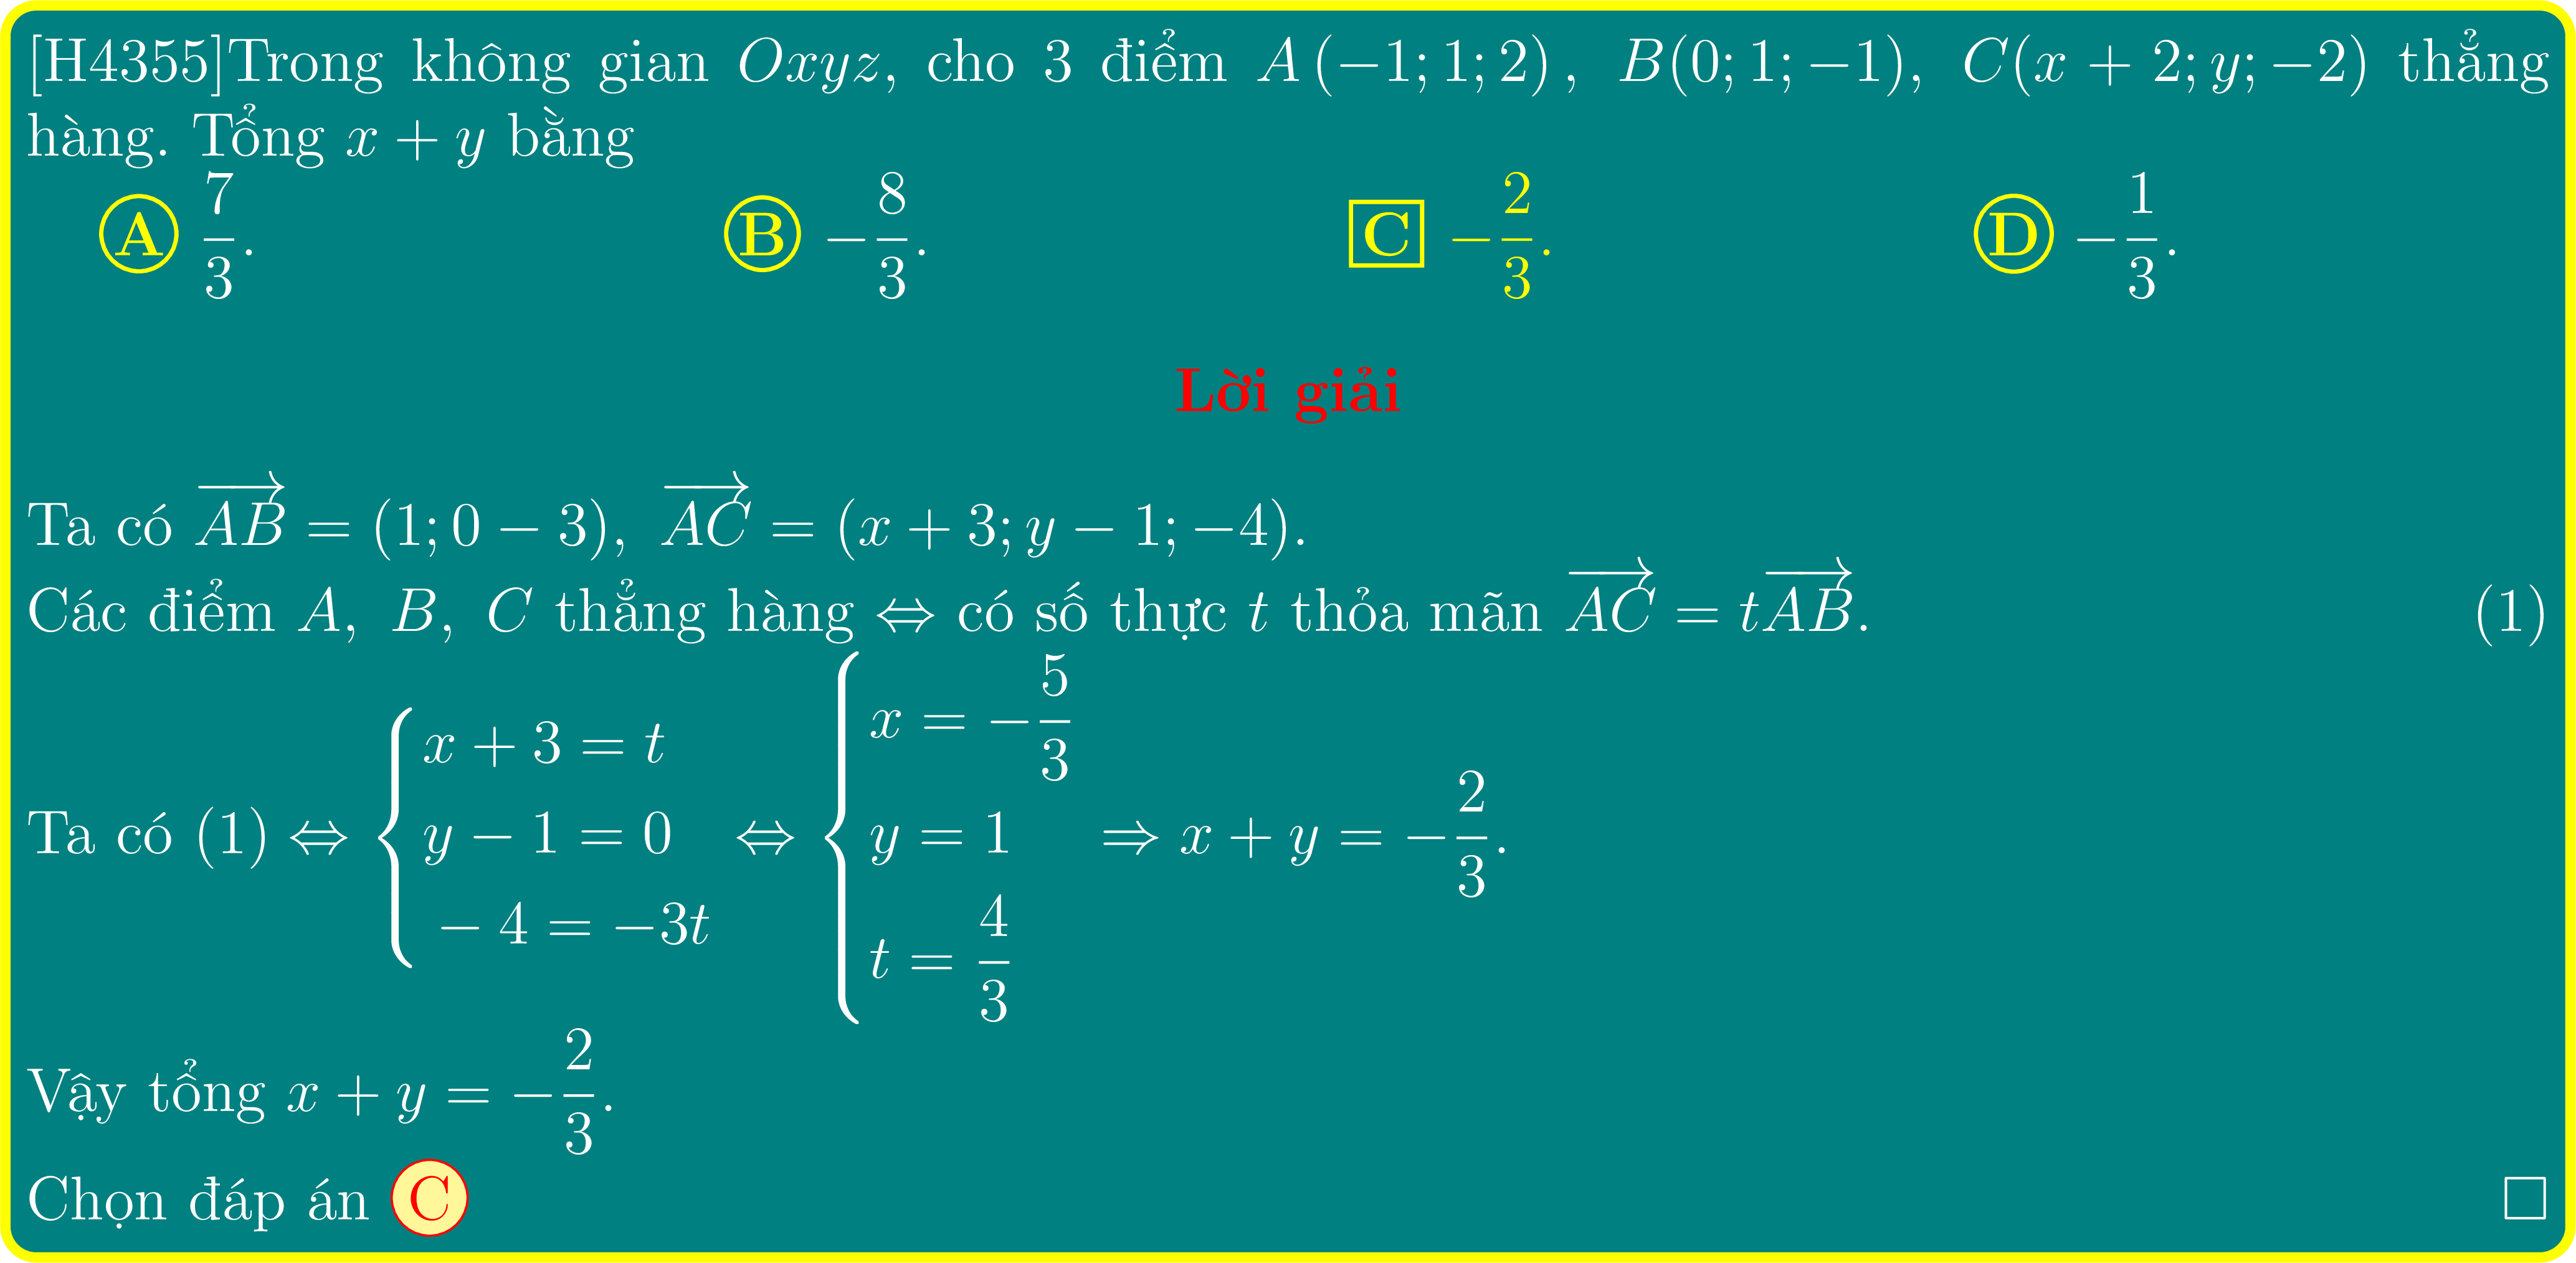 [H4355]Trong không gian $Oxyz$, cho 3 điểm $A(-1;1;2)$, $B(0;1;-1)$, $C(x+2;y;-2)$ thẳng
hàng. Tổng $x+y$ bằng
A $\frac{7}{3}$. B $-\frac{8}{3}$. C $-\frac{2}{3}$. D $-\frac{1}{3}$.
Lời giải
Ta có $\overrightarrow{AB}=(1;0-3)$, $\overrightarrow{AC}=(x+3;y-1;-4)$.
Các điểm $A$, $B$, $C$ thẳng hàng $\Leftrightarrow$ có số thực $t$ thỏa mãn $\overrightarrow{AC}=t\overrightarrow{AB}$. (1)
Ta có (1) $\Leftrightarrow \begin{cases} x+3=t \\ y-1=0 \\ -4=-3t \end{cases} \Leftrightarrow \begin{cases} x=-\frac{5}{3} \\ y=1 \\ t=\frac{4}{3} \end{cases} \Rightarrow x+y=-\frac{2}{3}$.
Vậy tổng $x+y=-\frac{2}{3}$.
Chọn đáp án C □